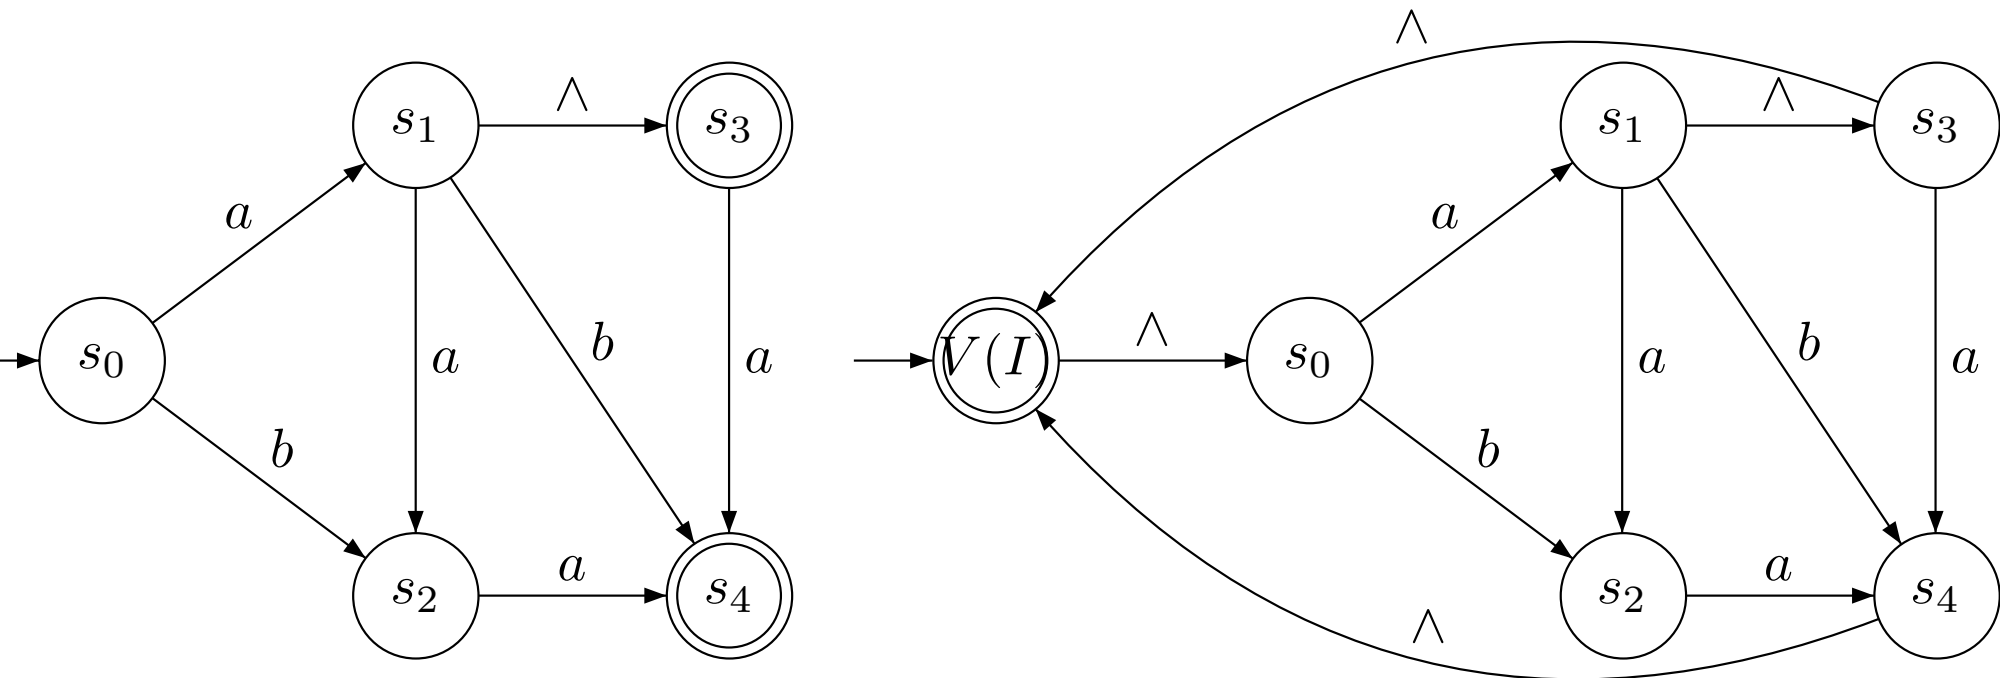 ∧
s₁ ∧ s₃ s₁ ∧ s₃
a a
s₀ a b a V(I) ∧ s₀ a b a
b b
s₂ a s₄ s₂ a s₄
∧